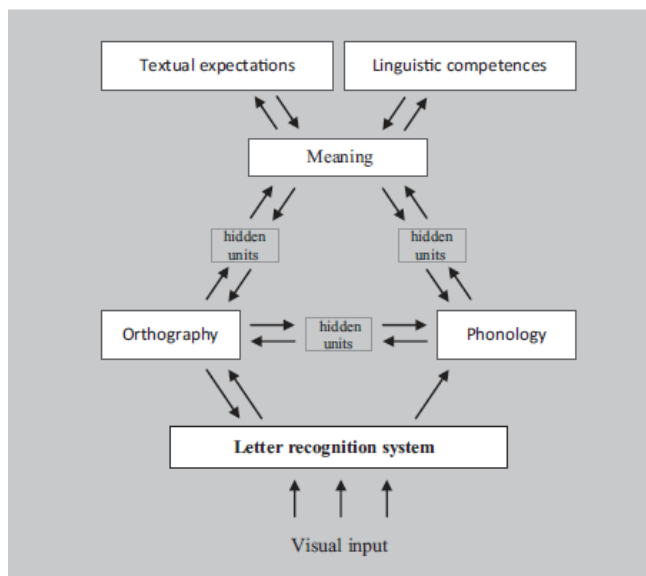 Textual expectations
Linguistic competences
Meaning
hidden
units
hidden
units
Orthography
hidden
units
Phonology
Letter recognition system
Visual input